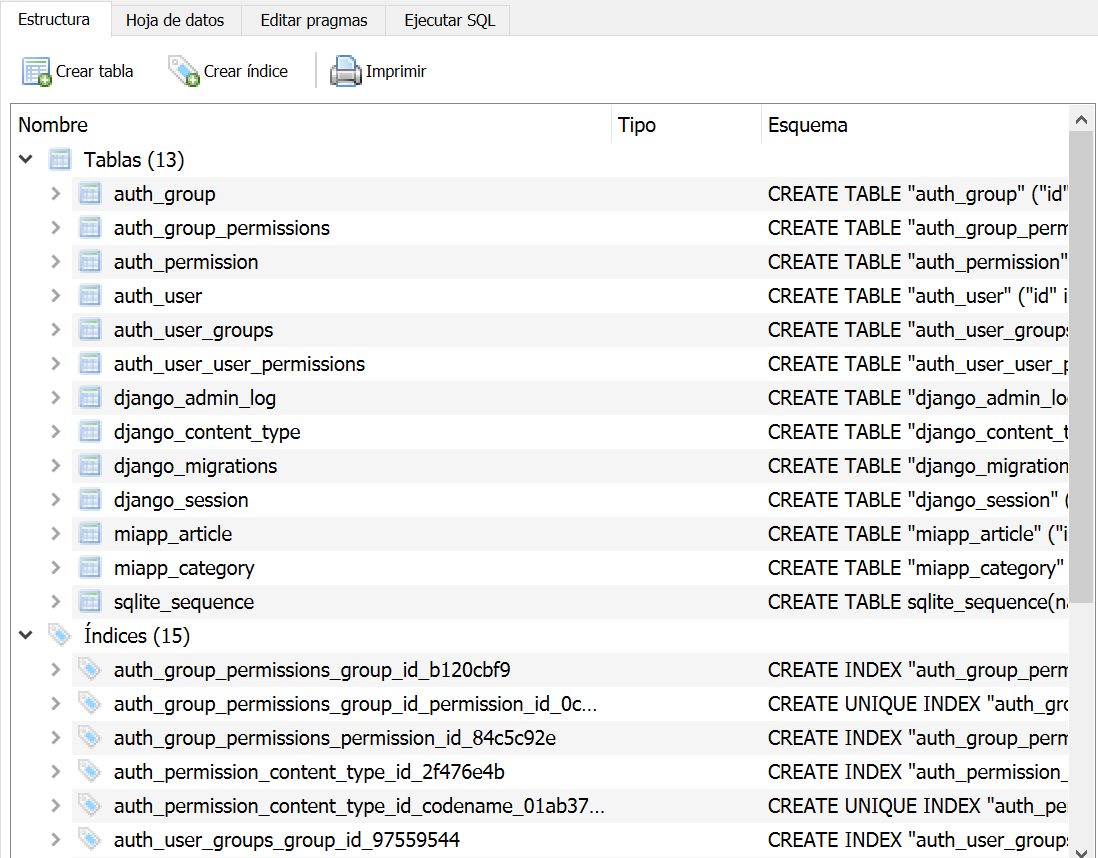 Estructura Hoja de datos Editar pragmas Ejecutar SQL
Crear tabla Crear índice Imprimir
Nombre Tipo Esquema
Tablas (13)
auth_group CREATE TABLE "auth_group" ("id"
auth_group_permissions CREATE TABLE "auth_group_perm
auth_permission CREATE TABLE "auth_permission"
auth_user CREATE TABLE "auth_user" ("id" i
auth_user_groups CREATE TABLE "auth_user_groups
auth_user_user_permissions CREATE TABLE "auth_user_user_p
django_admin_log CREATE TABLE "django_admin_lo
django_content_type CREATE TABLE "django_content_t
django_migrations CREATE TABLE "django_migration
django_session CREATE TABLE "django_session" (
miapp_article CREATE TABLE "miapp_article" ("i
miapp_category CREATE TABLE "miapp_category"
sqlite_sequence CREATE TABLE sqlite_sequence(na
Índices (15)
auth_group_permissions_group_id_b120cbf9 CREATE INDEX "auth_group_perm
auth_group_permissions_group_id_permission_id_0c... CREATE UNIQUE INDEX "auth_gro
auth_group_permissions_permission_id_84c5c92e CREATE INDEX "auth_group_perm
auth_permission_content_type_id_2f476e4b CREATE INDEX "auth_permission_
auth_permission_content_type_id_codename_01ab37... CREATE UNIQUE INDEX "auth_pe
auth_user_groups_group_id_97559544 CREATE INDEX "auth_user_groups